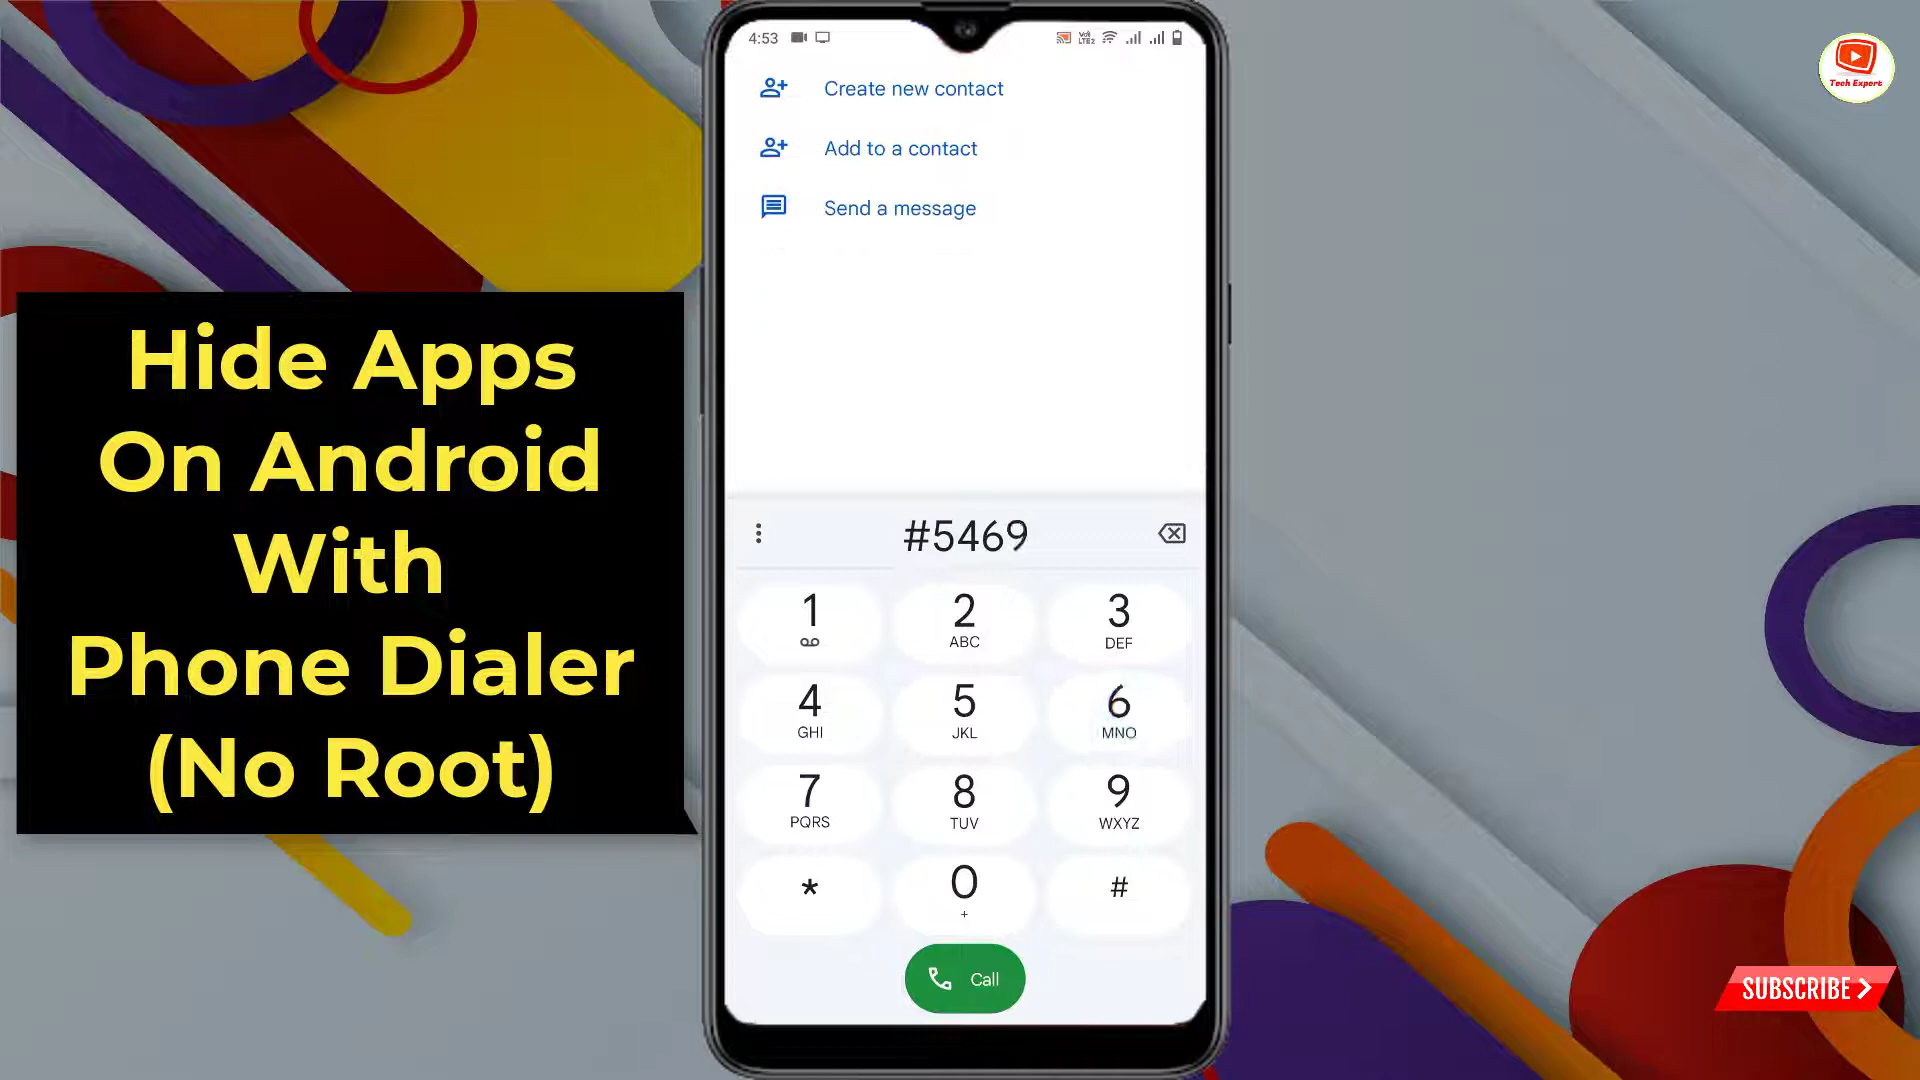 4:53
Vo)
LTE2
Create new contact
Add to a contact
Send a message
Tech Expert
Hide Apps
On Android
With
Phone Dialer
(No Root)
#5469
1
2
ABC
3
DEF
4
GHI
5
JKL
6
MNO
7
PQRS
8
TUV
9
WXYZ
*
0
+
#
Call
SUBSCRIBE >